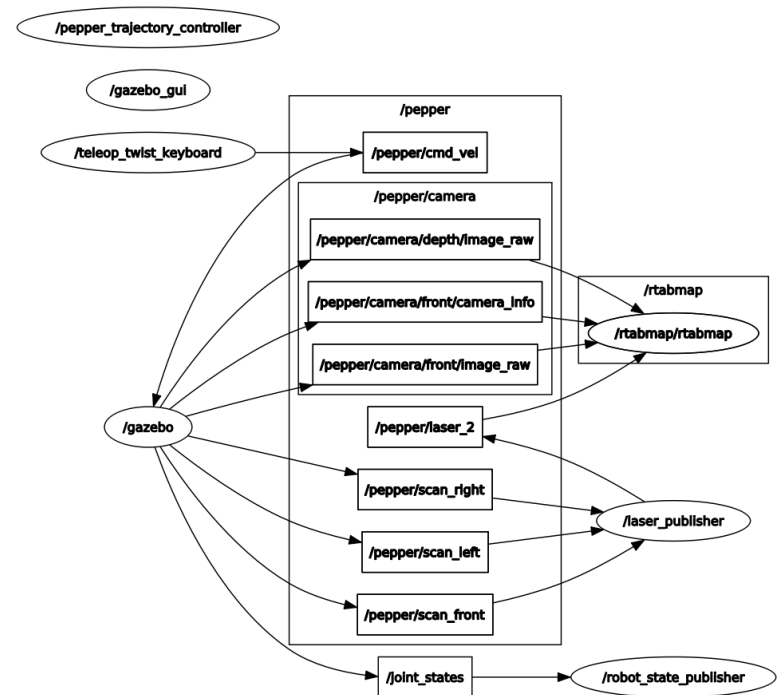 /pepper_trajectory_controller
/gazebo_gui
/pepper
/teleop_twist_keyboard
/pepper/cmd_vel
/pepper/camera
/pepper/camera/depth/image_raw
/rtabmap
/pepper/camera/front/camera_info
/rtabmap/rtabmap
/pepper/camera/front/image_raw
/gazebo
/pepper/laser_2
/pepper/scan_right
/laser_publisher
/pepper/scan_left
/pepper/scan_front
/joint_states
/robot_state_publisher